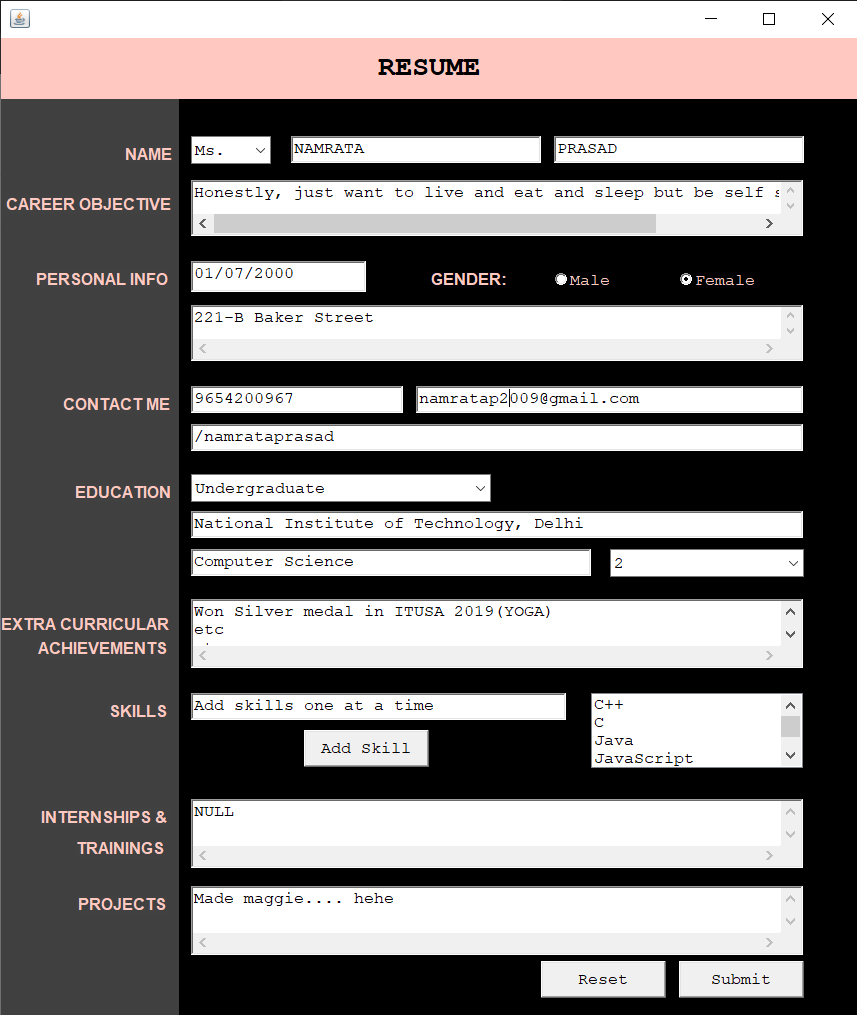 RESUME
NAME Ms. NAMRATA PRASAD
CAREER OBJECTIVE Honestly, just want to live and eat and sleep but be self
PERSONAL INFO 01/07/2000 GENDER: Male Female
221-B Baker Street
CONTACT ME 9654200967 namratap2009@gmail.com
/namrataprasad
EDUCATION Undergraduate
National Institute of Technology, Delhi
Computer Science 2
EXTRA CURRICULAR
ACHIEVEMENTS
Won Silver medal in ITUSA 2019(YOGA)
etc
SKILLS Add skills one at a time
Add Skill
C++
C
Java
JavaScript
INTERNSHIPS &
TRAININGS
NULL
PROJECTS Made maggie.... hehe
Reset Submit